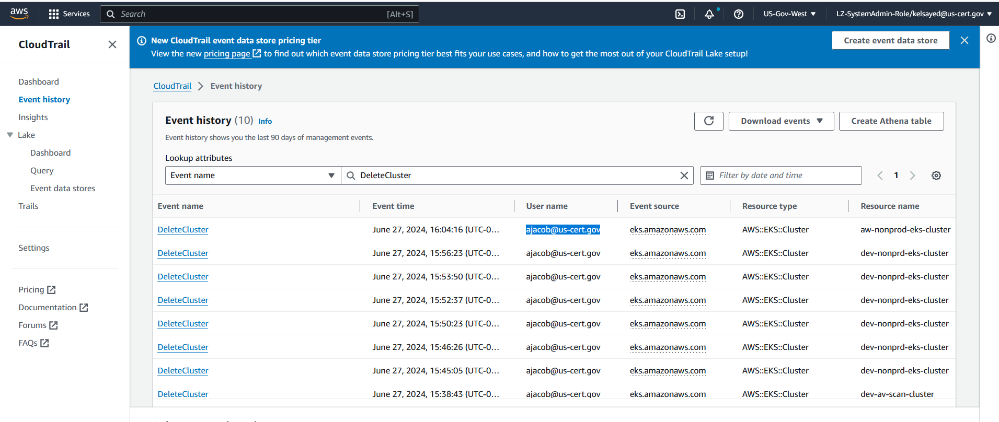 aws
Services
Search
[Alt+S]
US-Gov-West
LZ-SystemAdmin-Role/kelsayed@us-cert.gov
CloudTrail
New CloudTrail event data store pricing tier
View the new pricing page to find out which event data store pricing tier best fits your use cases, and how to get the most out of your CloudTrail Lake setup!
Create event data store
Dashboard
Event history
Insights
Lake
Dashboard
Query
Event data stores
Trails
Settings
Pricing
Documentation
Forums
FAQs
CloudTrail
Event history
Event history (10) Info
Event history shows you the last 90 days of management events.
Download events
Create Athena table
Lookup attributes
Event name
DeleteCluster
Filter by date and time
1
Event name Event time User name Event source Resource type Resource name
DeleteCluster June 27, 2024, 16:04:16 (UTC-0... ajacob@us-cert.gov eks.amazonaws.com AWS::EKS::Cluster aw-nonprod-eks-cluster
DeleteCluster June 27, 2024, 15:56:23 (UTC-0... ajacob@us-cert.gov eks.amazonaws.com AWS::EKS::Cluster dev-nonprd-eks-cluster
DeleteCluster June 27, 2024, 15:53:50 (UTC-0... ajacob@us-cert.gov eks.amazonaws.com AWS::EKS::Cluster dev-nonprd-eks-cluster
DeleteCluster June 27, 2024, 15:52:37 (UTC-0... ajacob@us-cert.gov eks.amazonaws.com AWS::EKS::Cluster dev-nonprd-eks-cluster
DeleteCluster June 27, 2024, 15:50:23 (UTC-0... ajacob@us-cert.gov eks.amazonaws.com AWS::EKS::Cluster dev-nonprd-eks-cluster
DeleteCluster June 27, 2024, 15:46:26 (UTC-0... ajacob@us-cert.gov eks.amazonaws.com AWS::EKS::Cluster dev-nonprd-eks-cluster
DeleteCluster June 27, 2024, 15:45:05 (UTC-0... ajacob@us-cert.gov eks.amazonaws.com AWS::EKS::Cluster dev-nonprd-eks-cluster
DeleteCluster June 27, 2024, 15:38:43 (UTC-0... ajacob@us-cert.gov eks.amazonaws.com AWS::EKS::Cluster dev-av-scan-cluster